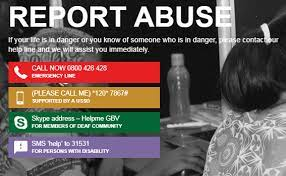 REPORT ABUSE
If your life is in danger or you know of someone who is in danger, please contact our
help line and we will assist you immediately.
CALL NOW 0800 428 428
EMERGENCY LINE
(PLEASE CALL ME) *120* 7867#
SUPPORTED BY A USSD
Skype address – Helpme GBV
FOR MEMBERS OF DEAF COMMUNITY
SMS 'help' to 31531
FOR PERSONS WITH DISABILITY